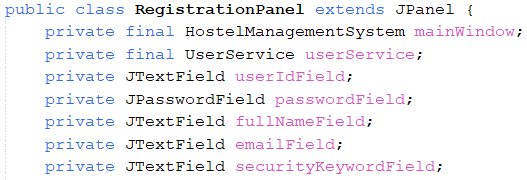 public class RegistrationPanel extends JPanel {
    private final HostelManagementSystem mainWindow;
    private final UserService userService;
    private JTextField userIdField;
    private JPasswordField passwordField;
    private JTextField fullNameField;
    private JTextField emailField;
    private JTextField securityKeywordField;